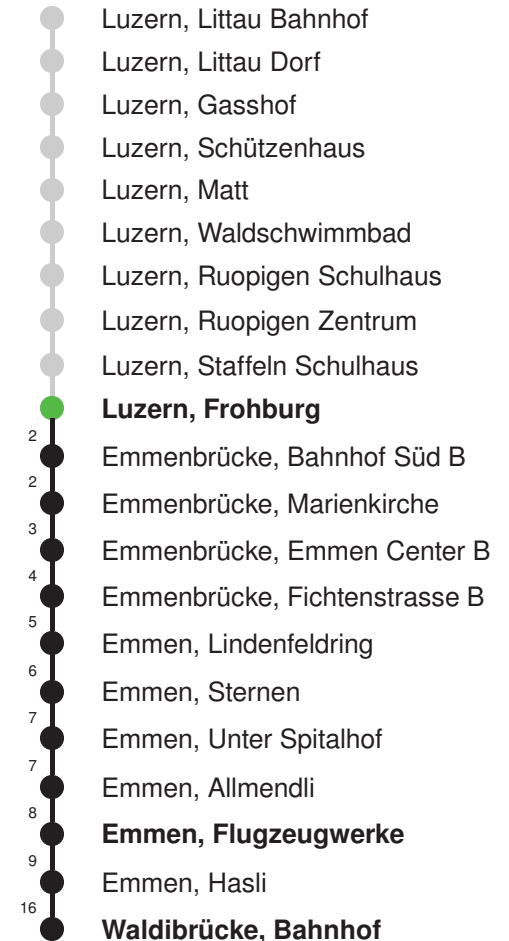 Luzern, Littau Bahnhof
Luzern, Littau Dorf
Luzern, Gasshof
Luzern, Schützenhaus
Luzern, Matt
Luzern, Waldschwimmbad
Luzern, Ruopigen Schulhaus
Luzern, Ruopigen Zentrum
Luzern, Staffeln Schulhaus
Luzern, Frohburg
2 Emmenbrücke, Bahnhof Süd B
2 Emmenbrücke, Marienkirche
3 Emmenbrücke, Emmen Center B
4 Emmenbrücke, Fichtenstrasse B
5 Emmen, Lindenfeldring
6 Emmen, Sternen
7 Emmen, Unter Spitalhof
7 Emmen, Allmendli
8 Emmen, Flugzeugwerke
9 Emmen, Hasli
16 Waldibrücke, Bahnhof